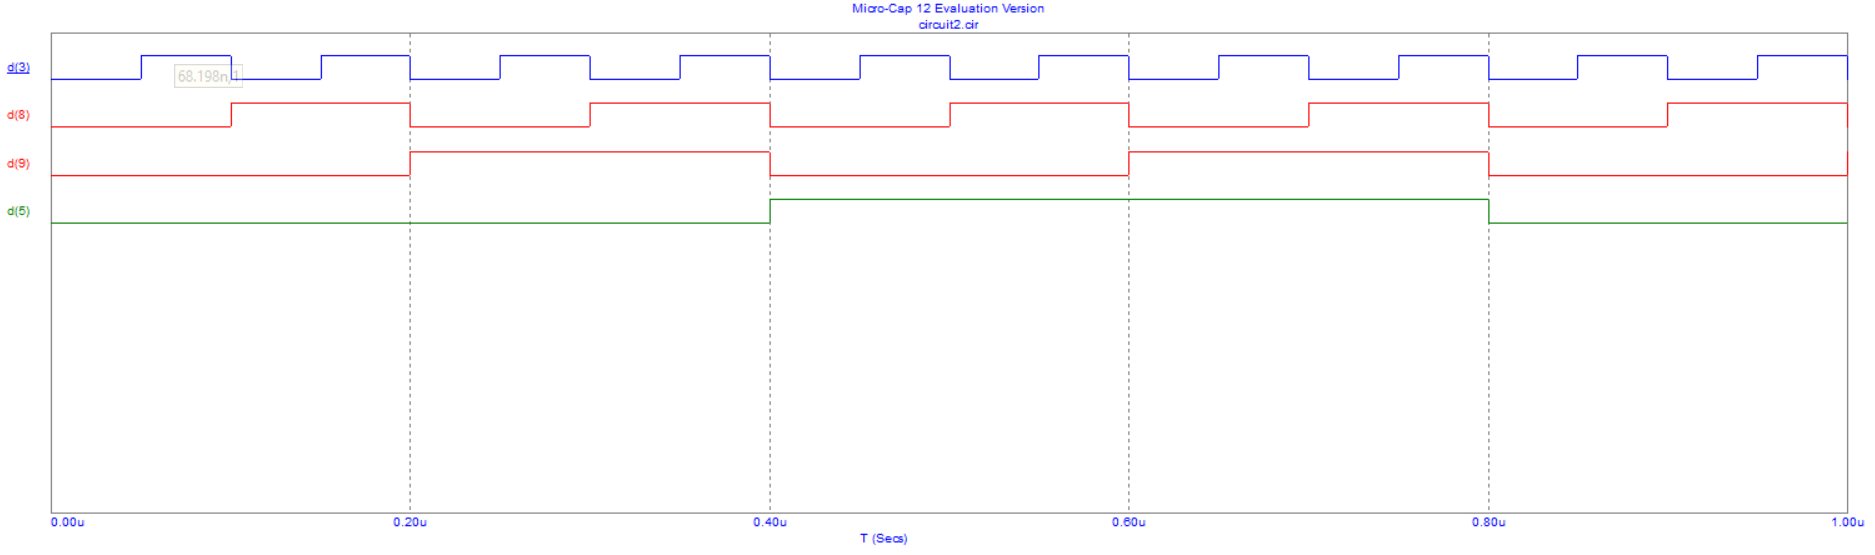 Micro-Cap 12 Evaluation Version
circuit2.cir
d(3)
68.198n,1
d(8)
d(9)
d(5)
0.00u 0.20u 0.40u 0.60u 0.80u 1.00u
T (Secs)